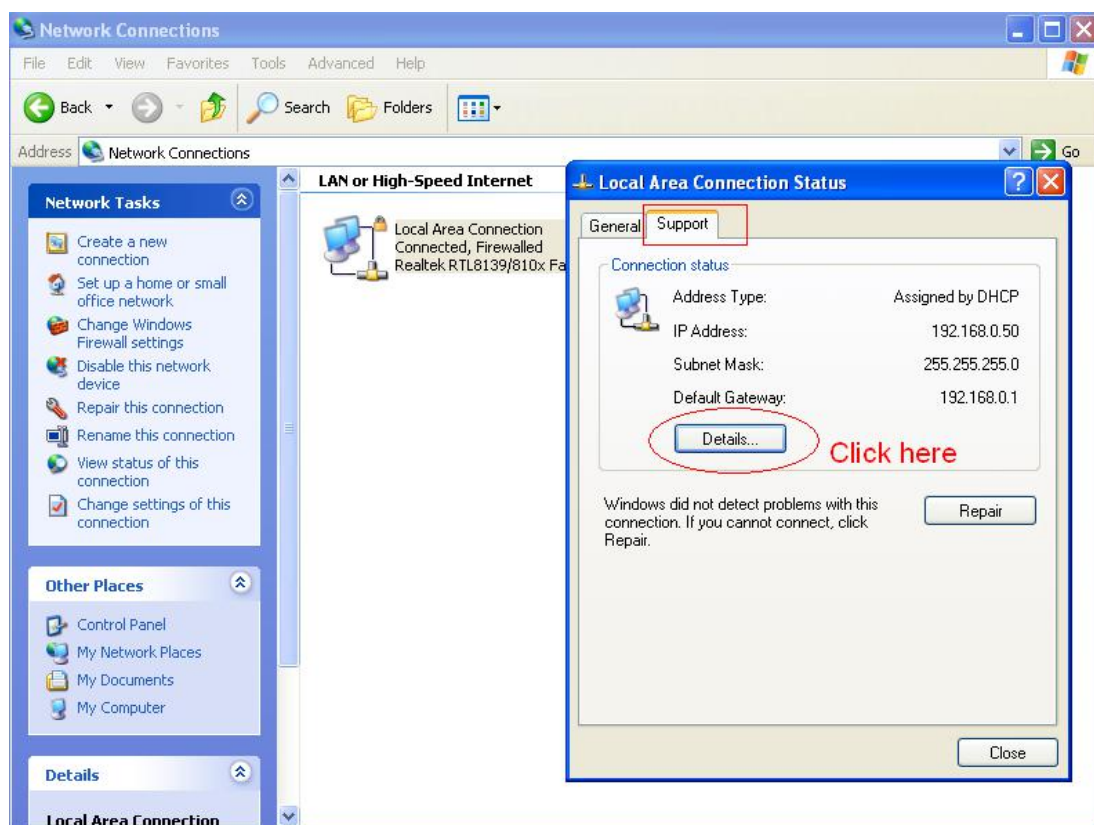 Network Connections
File Edit View Favorites Tools Advanced Help
Back Search Folders
Address Network Connections Go
Network Tasks
Create a new
connection
Set up a home or small
office network
Change Windows
Firewall settings
Disable this network
device
Repair this connection
Rename this connection
View status of this
connection
Change settings of this
connection
Other Places
Control Panel
My Network Places
My Documents
My Computer
Details
Local Area Connection
LAN or High-Speed Internet
Local Area Connection
Connected, Firewalled
Realtek RTL8139/810x Fa
Local Area Connection Status
General Support
Connection status
Address Type: Assigned by DHCP
IP Address: 192.168.0.50
Subnet Mask: 255.255.255.0
Default Gateway: 192.168.0.1
Details...
Click here
Windows did not detect problems with this
connection. If you cannot connect, click
Repair.
Repair
Close